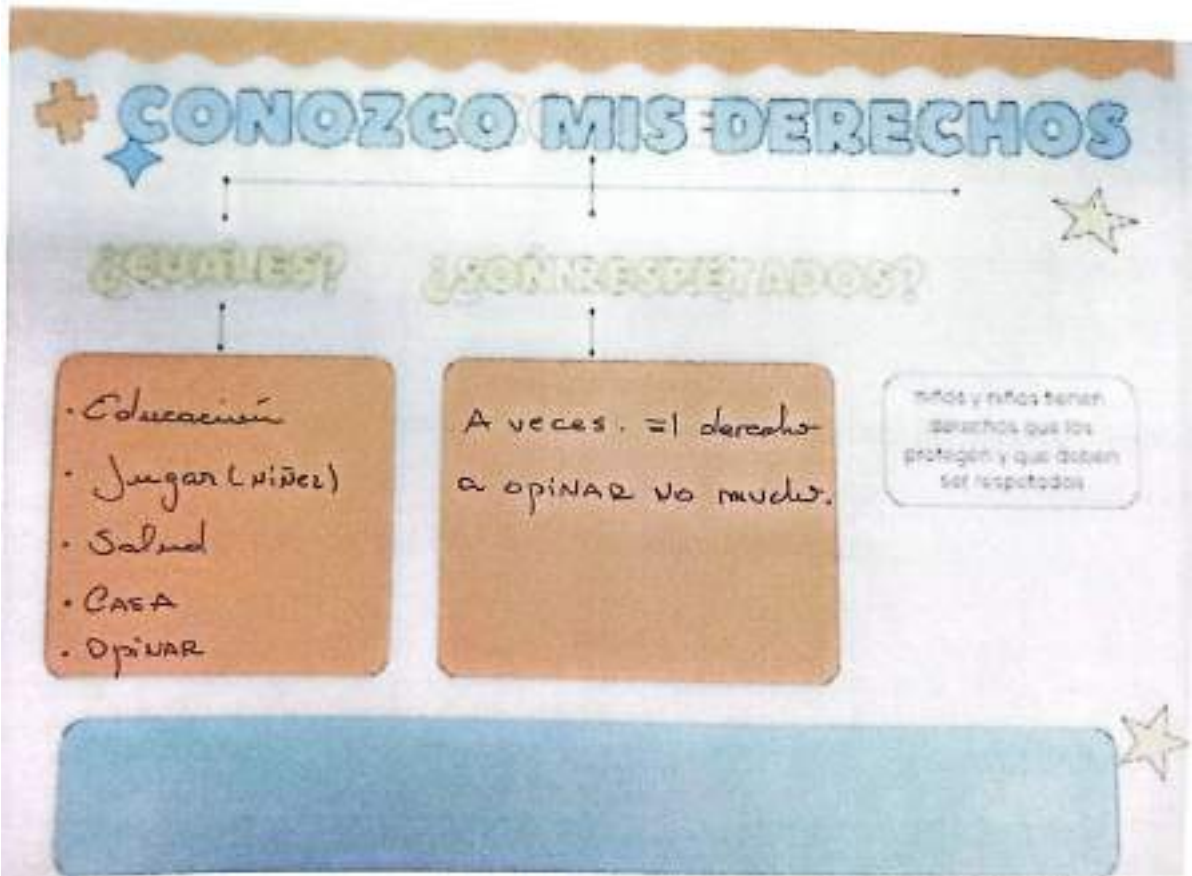 CONOZCO MIS DERECHOS
¿CUÁLES?
¿SON RESPETADOS?
· Educación
· Jugar (niñez)
· Salud
· CASA
· OpiNAR
A veces. El derecho
a opiNAR No mucho.
niñas y niños tienen
derechos que los
protegen y que deben
ser respetados